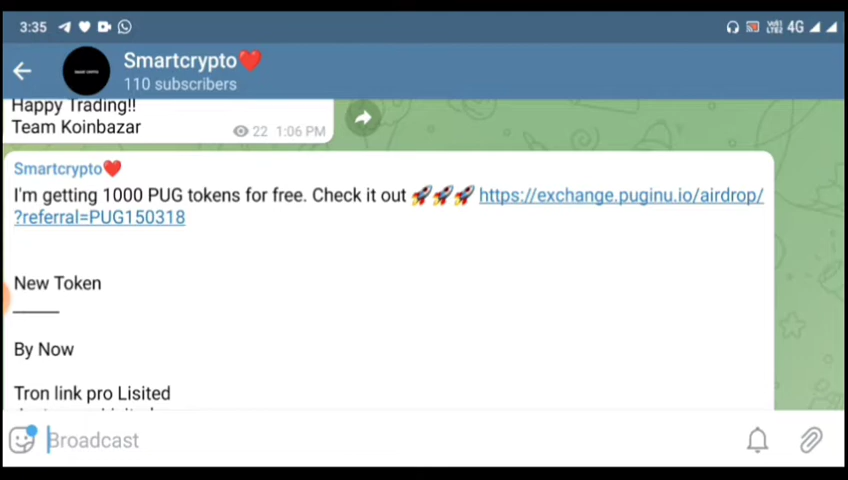 3:35 4G
Smartcrypto❤️
110 subscribers
Happy Trading!!
Team Koinbazar
22 1:06 PM
Smartcrypto❤️
I'm getting 1000 PUG tokens for free. Check it out 🚀🚀🚀 https://exchange.puginu.io/airdrop/
?referral=PUG150318
New Token
_____
By Now
Tron link pro Lisited
Broadcast